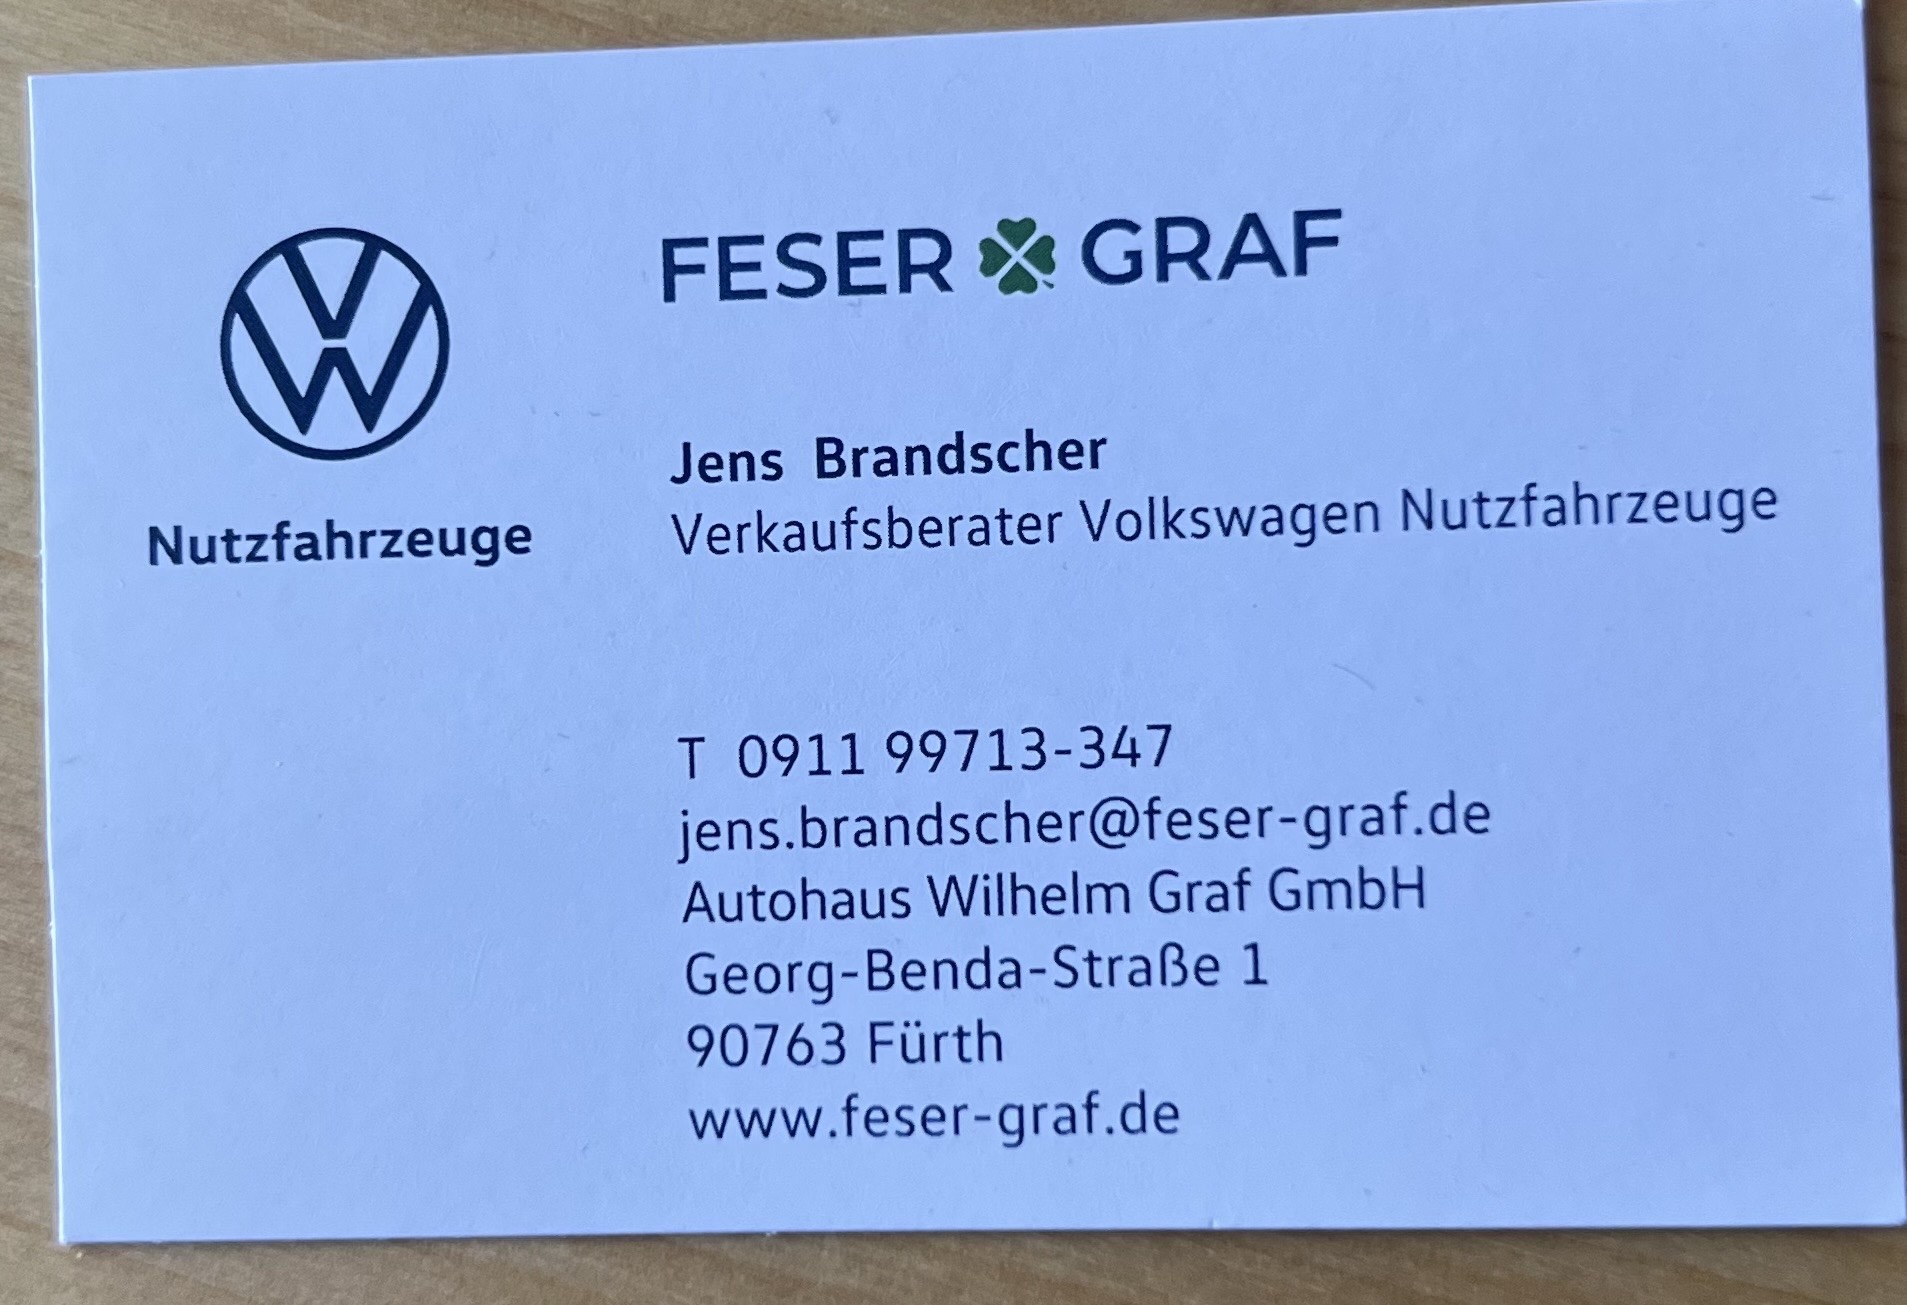 FESER GRAF
Nutzfahrzeuge
Jens Brandscher
Verkaufsberater Volkswagen Nutzfahrzeuge
T 0911 99713-347
jens.brandscher@feser-graf.de
Autohaus Wilhelm Graf GmbH
Georg-Benda-Straße 1
90763 Fürth
www.feser-graf.de